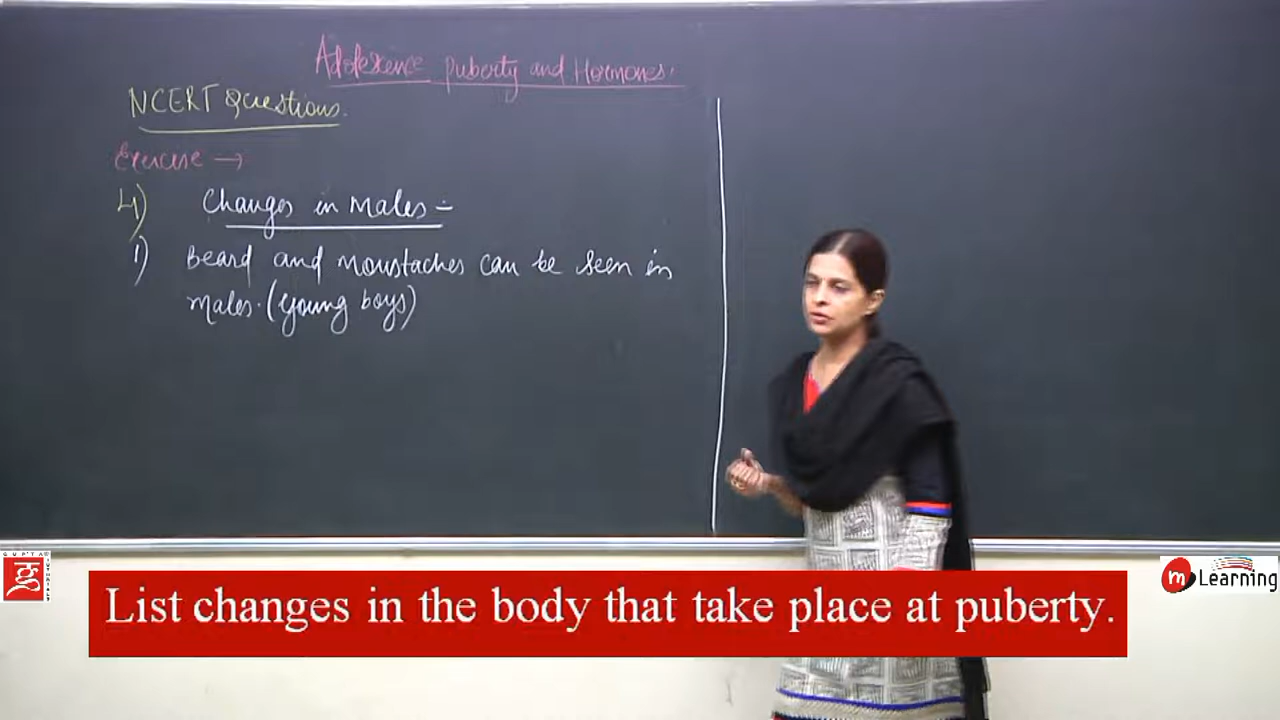 Adolescence puberty and Hormones.
NCERT Questions.
Exercise →
4) Changes in Males :-
1) Beard and Moustaches can be seen in
Males. (young boys)
GUPTA
m Learning
List changes in the body that take place at puberty.